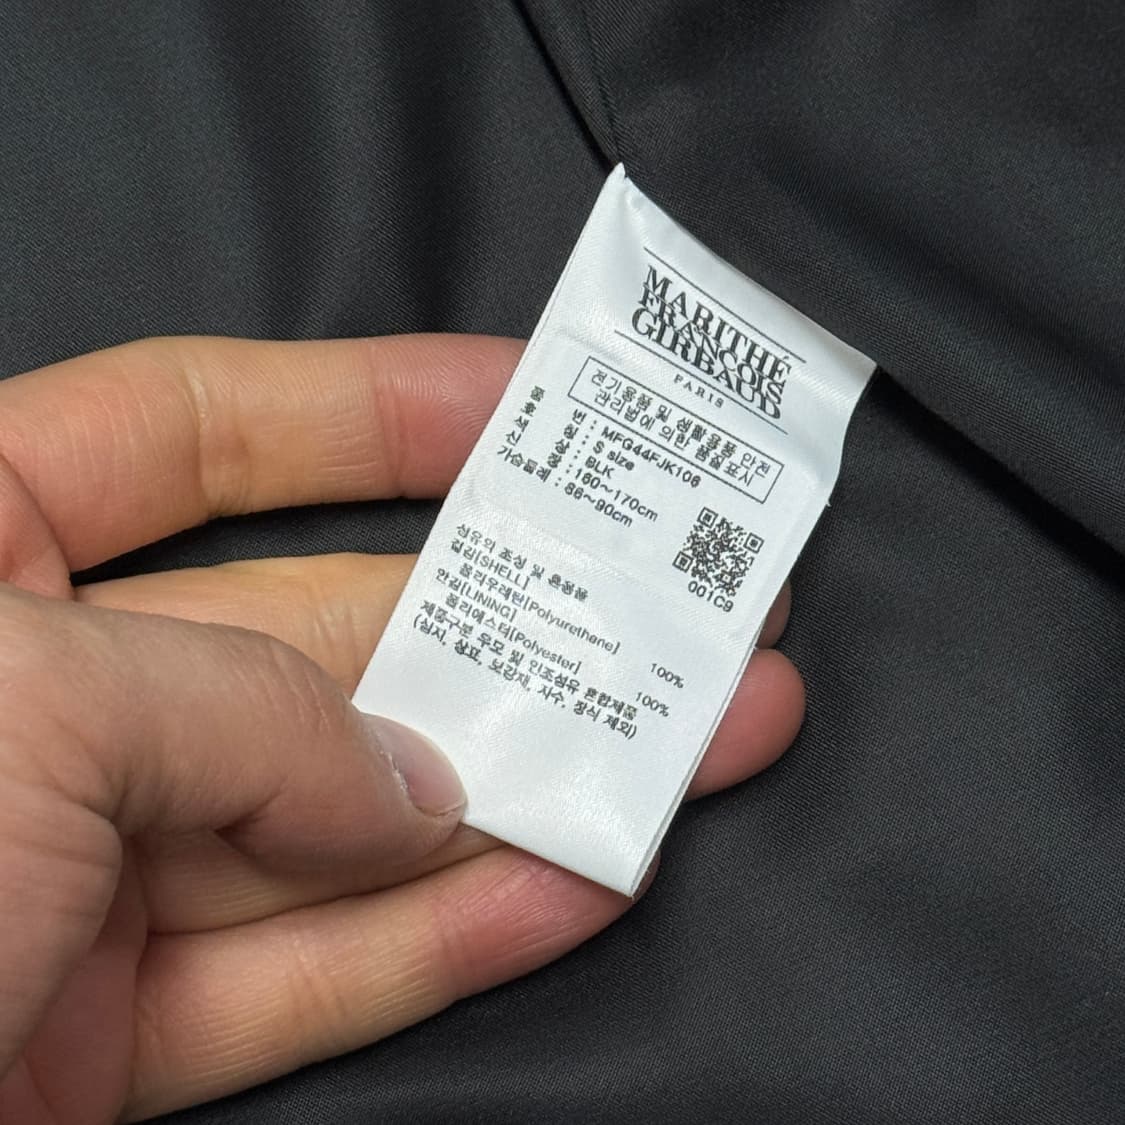 MARITHÉ
FRANCOIS
GIRBAUD
PARIS
전기용품 및 생활용품 안전
관리법에 의한 품질표시
품 번 : MFG44FJK106
호 칭 : S size
색 상 : BLK
신 장 : 160~170cm
가슴둘레 : 86~90cm
001C9
섬유의 조성 및 혼용율
겉감[SHELL]
폴리우레탄[Polyurethane] 100%
안감[LINING]
폴리에스터[Polyester] 100%
제품구분 우모 및 인조섬유 혼합제품
(심지, 상표, 보강재, 자수, 장식 제외)